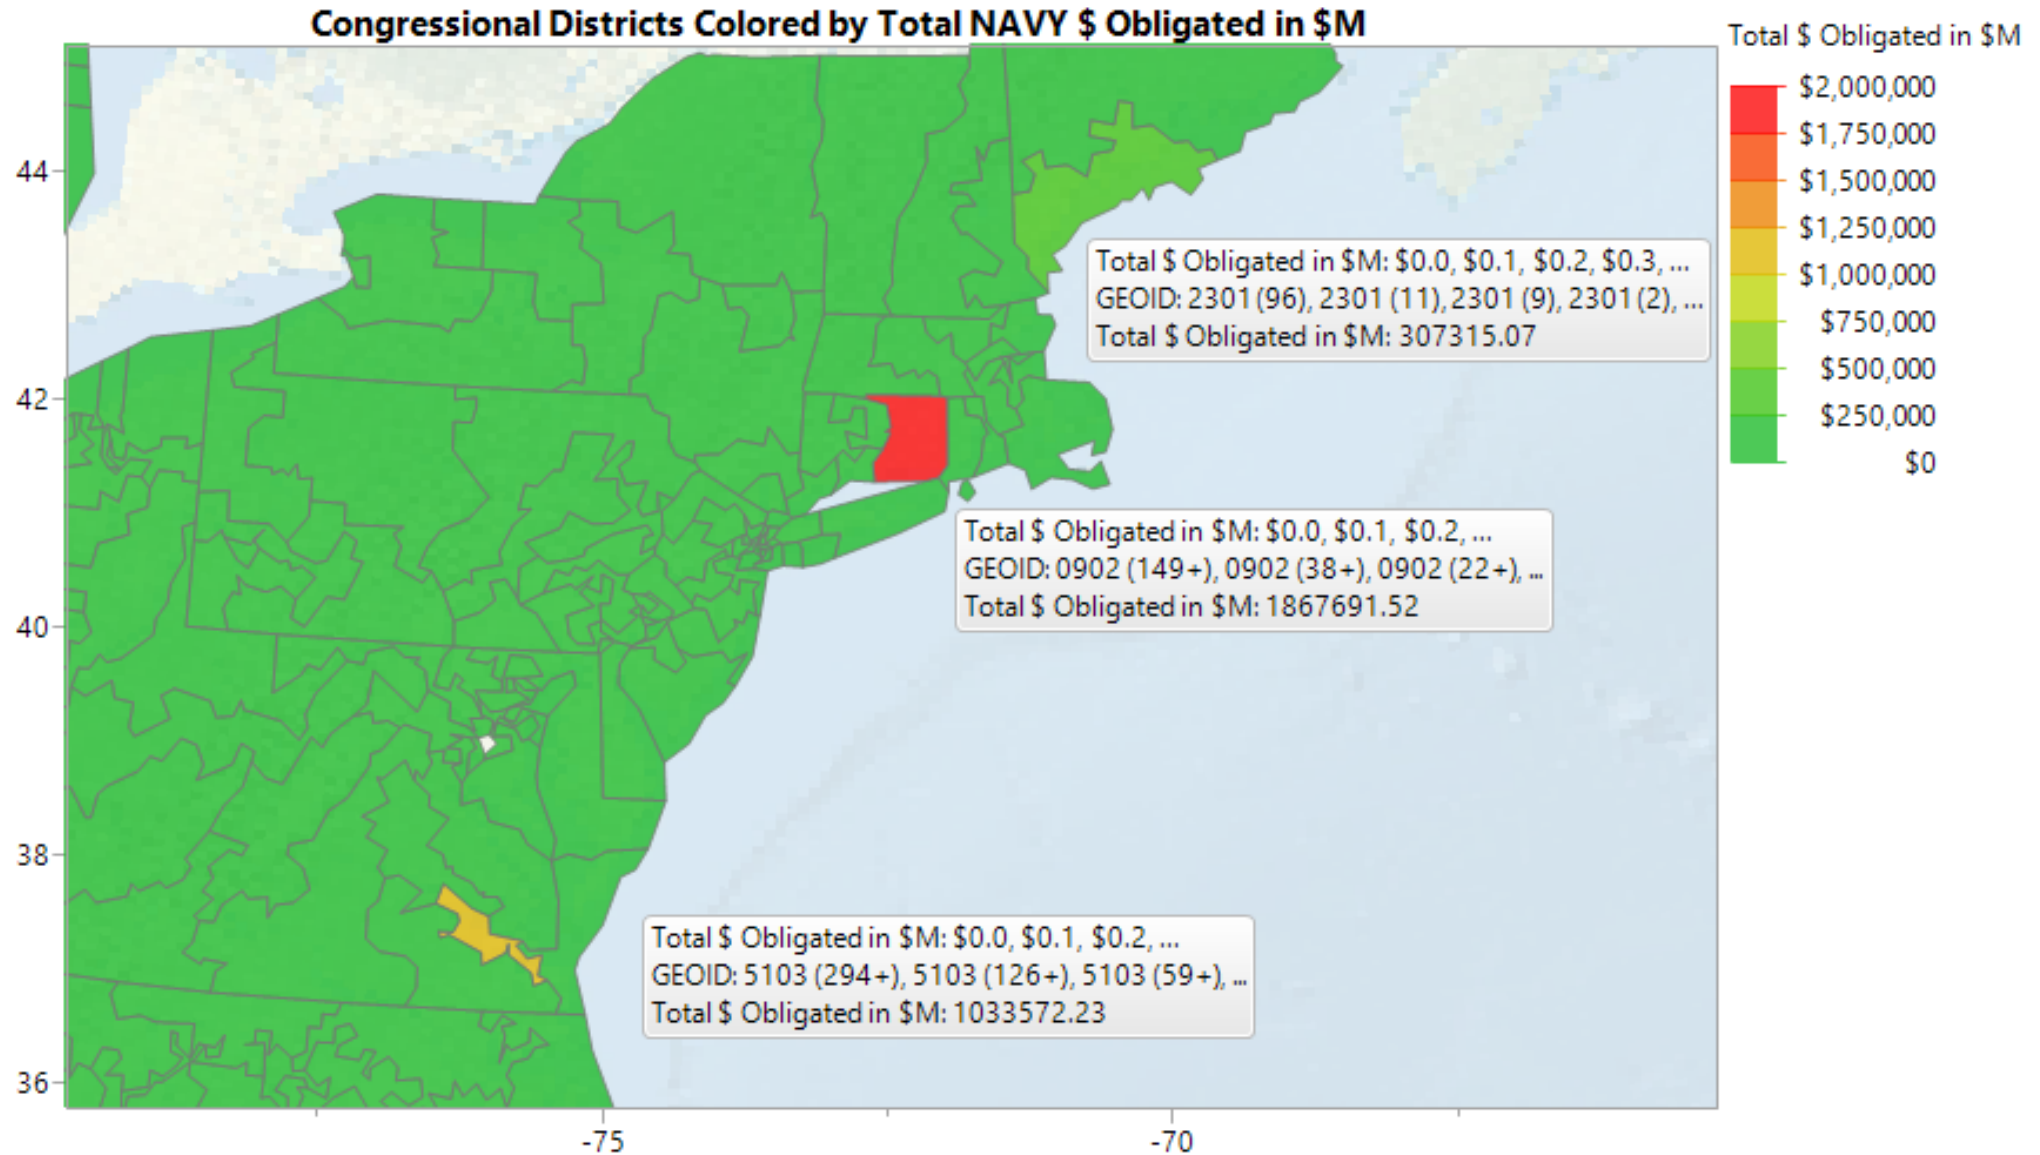 Congressional Districts Colored by Total NAVY $ Obligated in $M
Total $ Obligated in $M
$2,000,000
$1,750,000
$1,500,000
$1,250,000
$1,000,000
$750,000
$500,000
$250,000
$0
44
42
40
38
36
-75
-70
Total $ Obligated in $M: $0.0, $0.1, $0.2, $0.3, ...
GEOID: 2301 (96), 2301 (11), 2301 (9), 2301 (2), ...
Total $ Obligated in $M: 307315.07
Total $ Obligated in $M: $0.0, $0.1, $0.2, ...
GEOID: 0902 (149+), 0902 (38+), 0902 (22+), ...
Total $ Obligated in $M: 1867691.52
Total $ Obligated in $M: $0.0, $0.1, $0.2, ...
GEOID: 5103 (294+), 5103 (126+), 5103 (59+), ...
Total $ Obligated in $M: 1033572.23